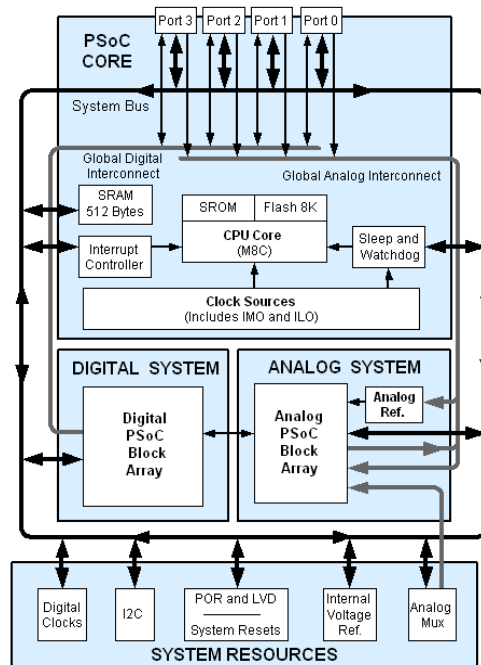 Port 3 Port 2 Port 1 Port 0
PSoC
CORE
System Bus
Global Digital
Interconnect
Global Analog Interconnect
SRAM
512 Bytes
SROM Flash 8K
CPU Core
(M8C)
Interrupt
Controller
Sleep and
Watchdog
Clock Sources
(Includes IMO and ILO)
DIGITAL SYSTEM
ANALOG SYSTEM
Digital
PSoC
Block
Array
Analog
PSoC
Block
Array
Analog
Ref.
Digital
Clocks
I2C
POR and LVD
System Resets
Internal
Voltage
Ref.
Analog
Mux
SYSTEM RESOURCES